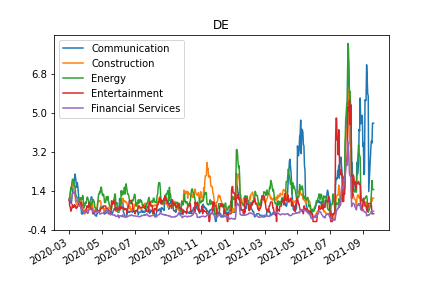 DE
Communication
Construction
Energy
Entertainment
Financial Services
6.8
5.0
3.2
1.4
-0.4
2020-03
2020-05
2020-07
2020-09
2020-11
2021-01
2021-03
2021-05
2021-07
2021-09